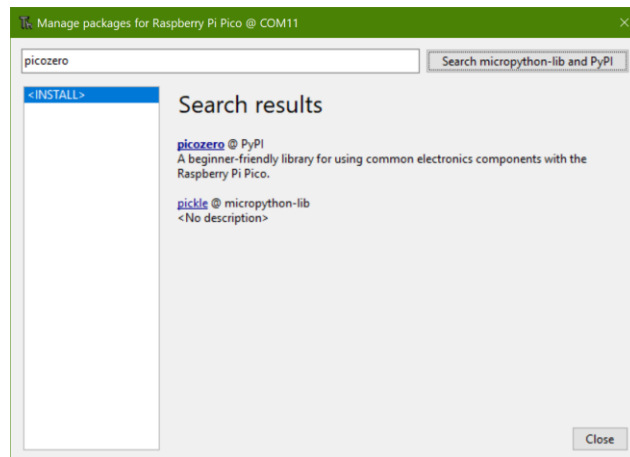 Manage packages for Raspberry Pi Pico @ COM11
picozero
Search micropython-lib and PyPI
<INSTALL>
Search results
picozero @ PyPI
A beginner-friendly library for using common electronics components with the
Raspberry Pi Pico.
pickle @ micropython-lib
<No description>
Close